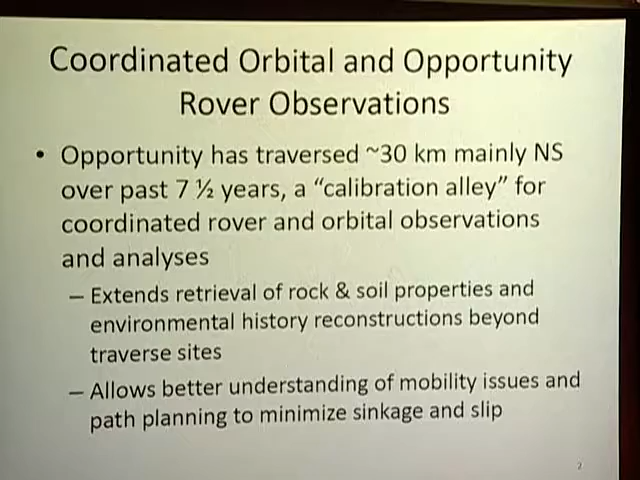 Coordinated Orbital and Opportunity
Rover Observations
• Opportunity has traversed ~30 km mainly NS
over past 7 ½ years, a “calibration alley” for
coordinated rover and orbital observations
and analyses
– Extends retrieval of rock & soil properties and
environmental history reconstructions beyond
traverse sites
– Allows better understanding of mobility issues and
path planning to minimize sinkage and slip
2